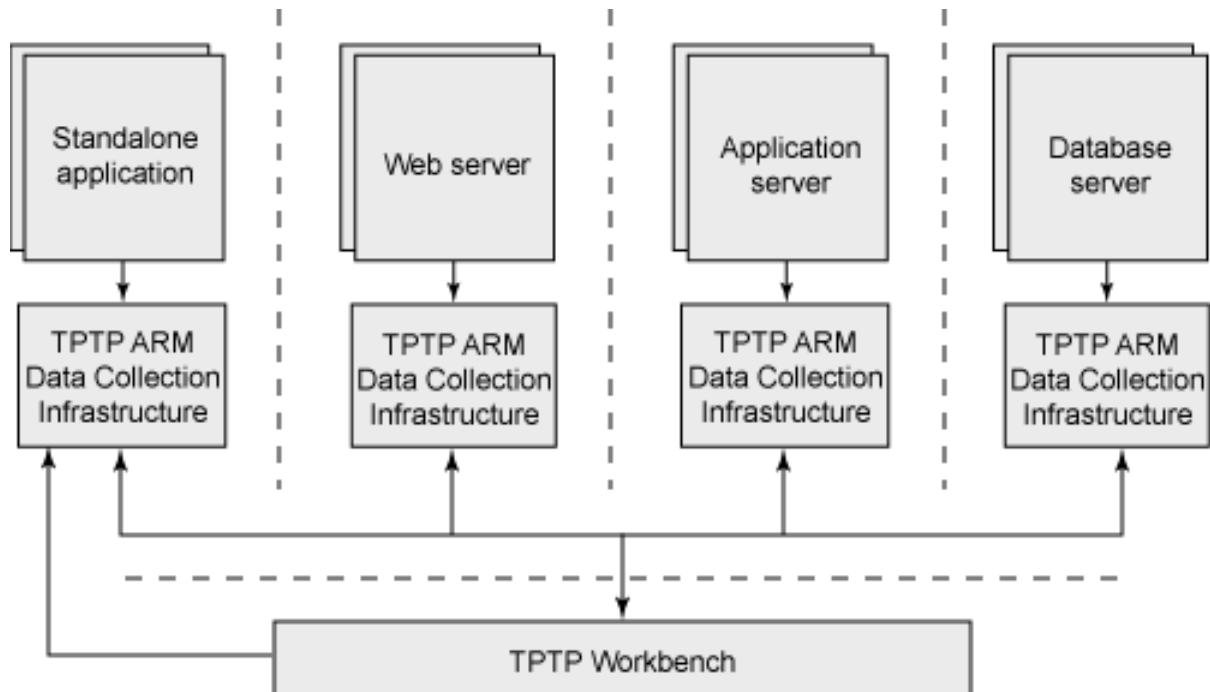 Standalone
application
Web server
Application
server
Database
server
TPTP ARM
Data Collection
Infrastructure
TPTP ARM
Data Collection
Infrastructure
TPTP ARM
Data Collection
Infrastructure
TPTP ARM
Data Collection
Infrastructure
TPTP Workbench